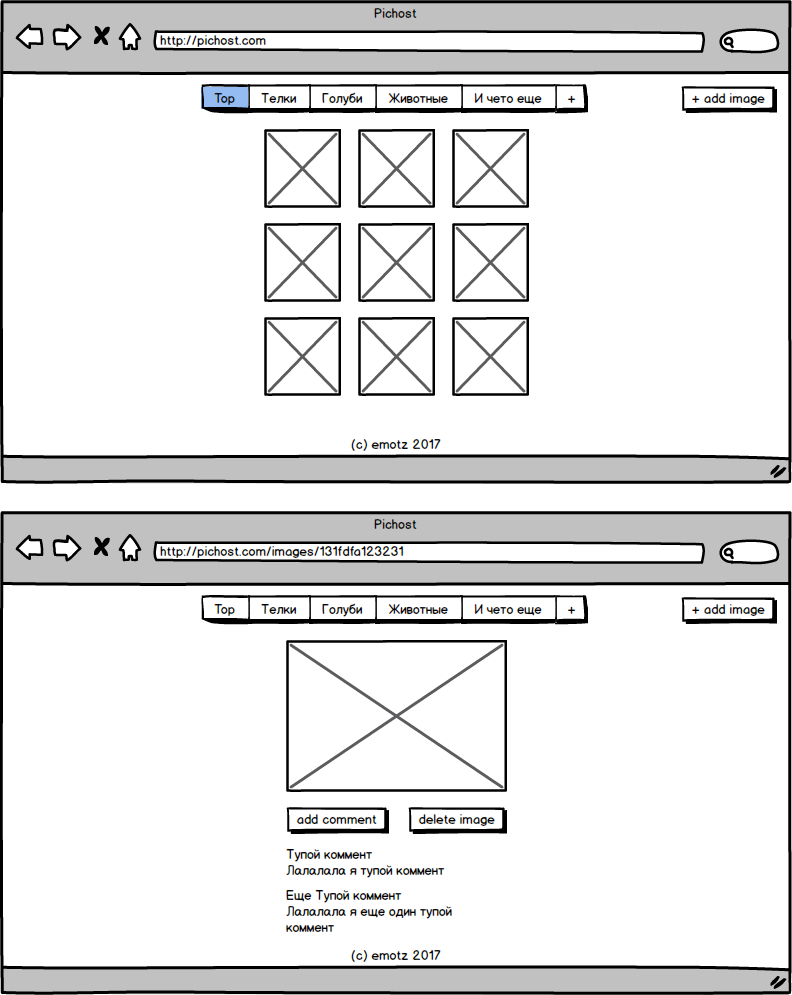 Pichost
http://pichost.com
Top Телки Голуби Животные И чето еще + + add image
(c) emotz 2017
Pichost
http://pichost.com/images/131fdfa123231
Top Телки Голуби Животные И чето еще + + add image
add comment delete image
Тупой коммент
Лалалала я тупой коммент
Еще Тупой коммент
Лалалала я еще один тупой
коммент
(c) emotz 2017